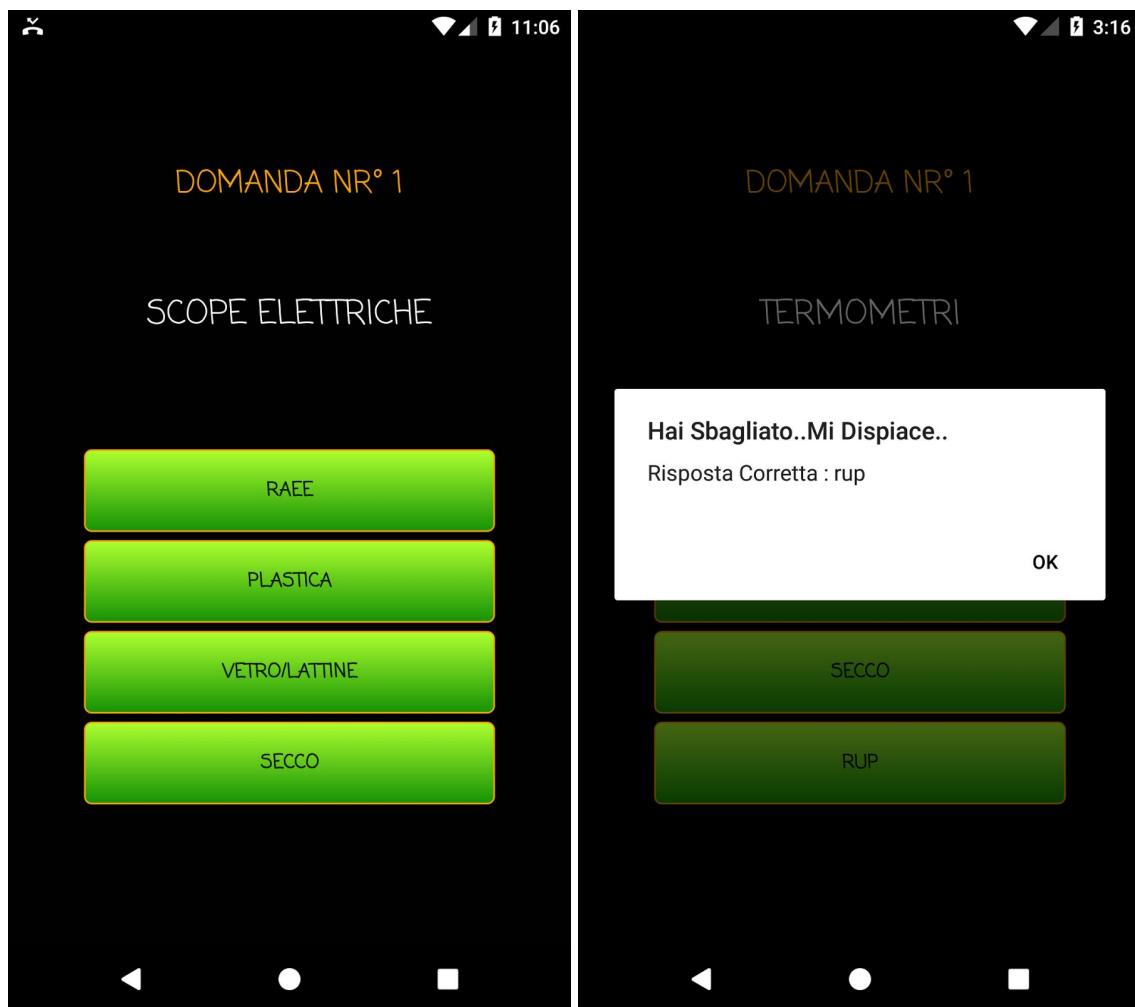 11:06
DOMANDA NR° 1
SCOPE ELETTRICHE
RAEE
PLASTICA
VETRO/LATTINE
SECCO
3:16
DOMANDA NR° 1
TERMOMETRI
Hai Sbagliato..Mi Dispiace..
Risposta Corretta : rup
OK
SECCO
RUP